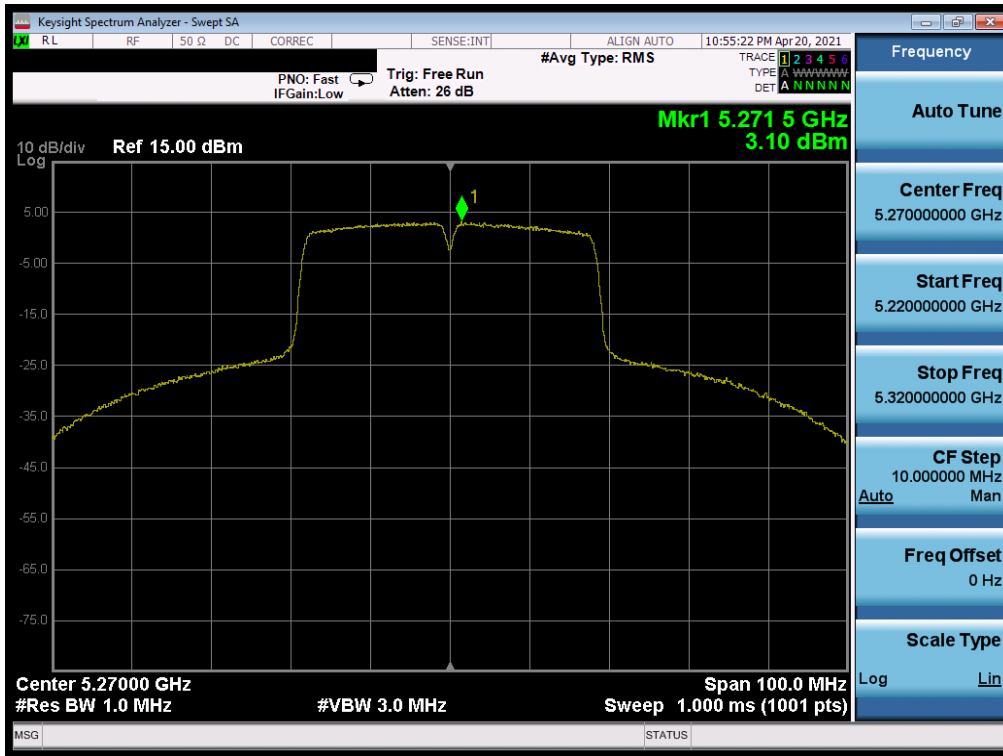 Keysight Spectrum Analyzer - Swept SA
LXI RL RF 50 Ω DC CORREC SENSE:INT ALIGN AUTO 10:55:22 PM Apr 20, 2021
PNO: Fast Trig: Free Run #Avg Type: RMS TRACE 1 2 3 4 5 6
IFGain:Low Atten: 26 dB TYPE A WWWWW
DET A N N N N N
Mkr1 5.271 5 GHz
3.10 dBm
10 dB/div Ref 15.00 dBm
Log
1
5.00
-5.00
-15.0
-25.0
-35.0
-45.0
-55.0
-65.0
-75.0
Center 5.27000 GHz Span 100.0 MHz
#Res BW 1.0 MHz #VBW 3.0 MHz Sweep 1.000 ms (1001 pts)
MSG STATUS
Frequency
Auto Tune
Center Freq
5.270000000 GHz
Start Freq
5.220000000 GHz
Stop Freq
5.320000000 GHz
CF Step
10.000000 MHz
Auto Man
Freq Offset
0 Hz
Scale Type
Log Lin